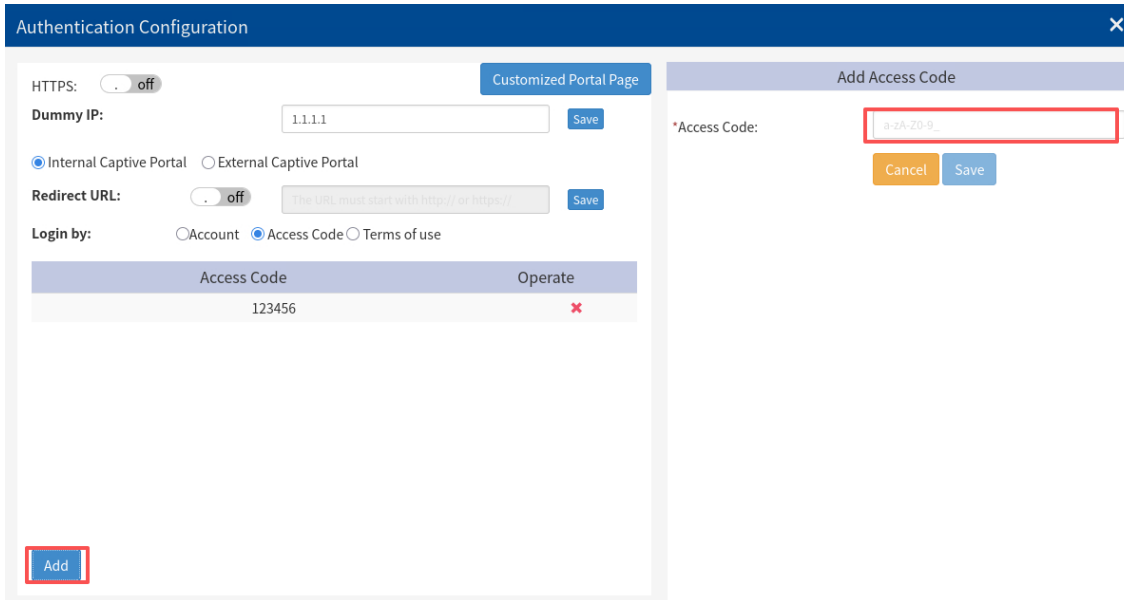 Authentication Configuration
HTTPS: off
Customized Portal Page
Dummy IP: 1.1.1.1 Save
Internal Captive Portal External Captive Portal
Redirect URL: off The URL must start with http:// or https:// Save
Login by: Account Access Code Terms of use
Access Code Operate
123456
Add
Add Access Code
*Access Code: a-zA-Z0-9_
Cancel Save